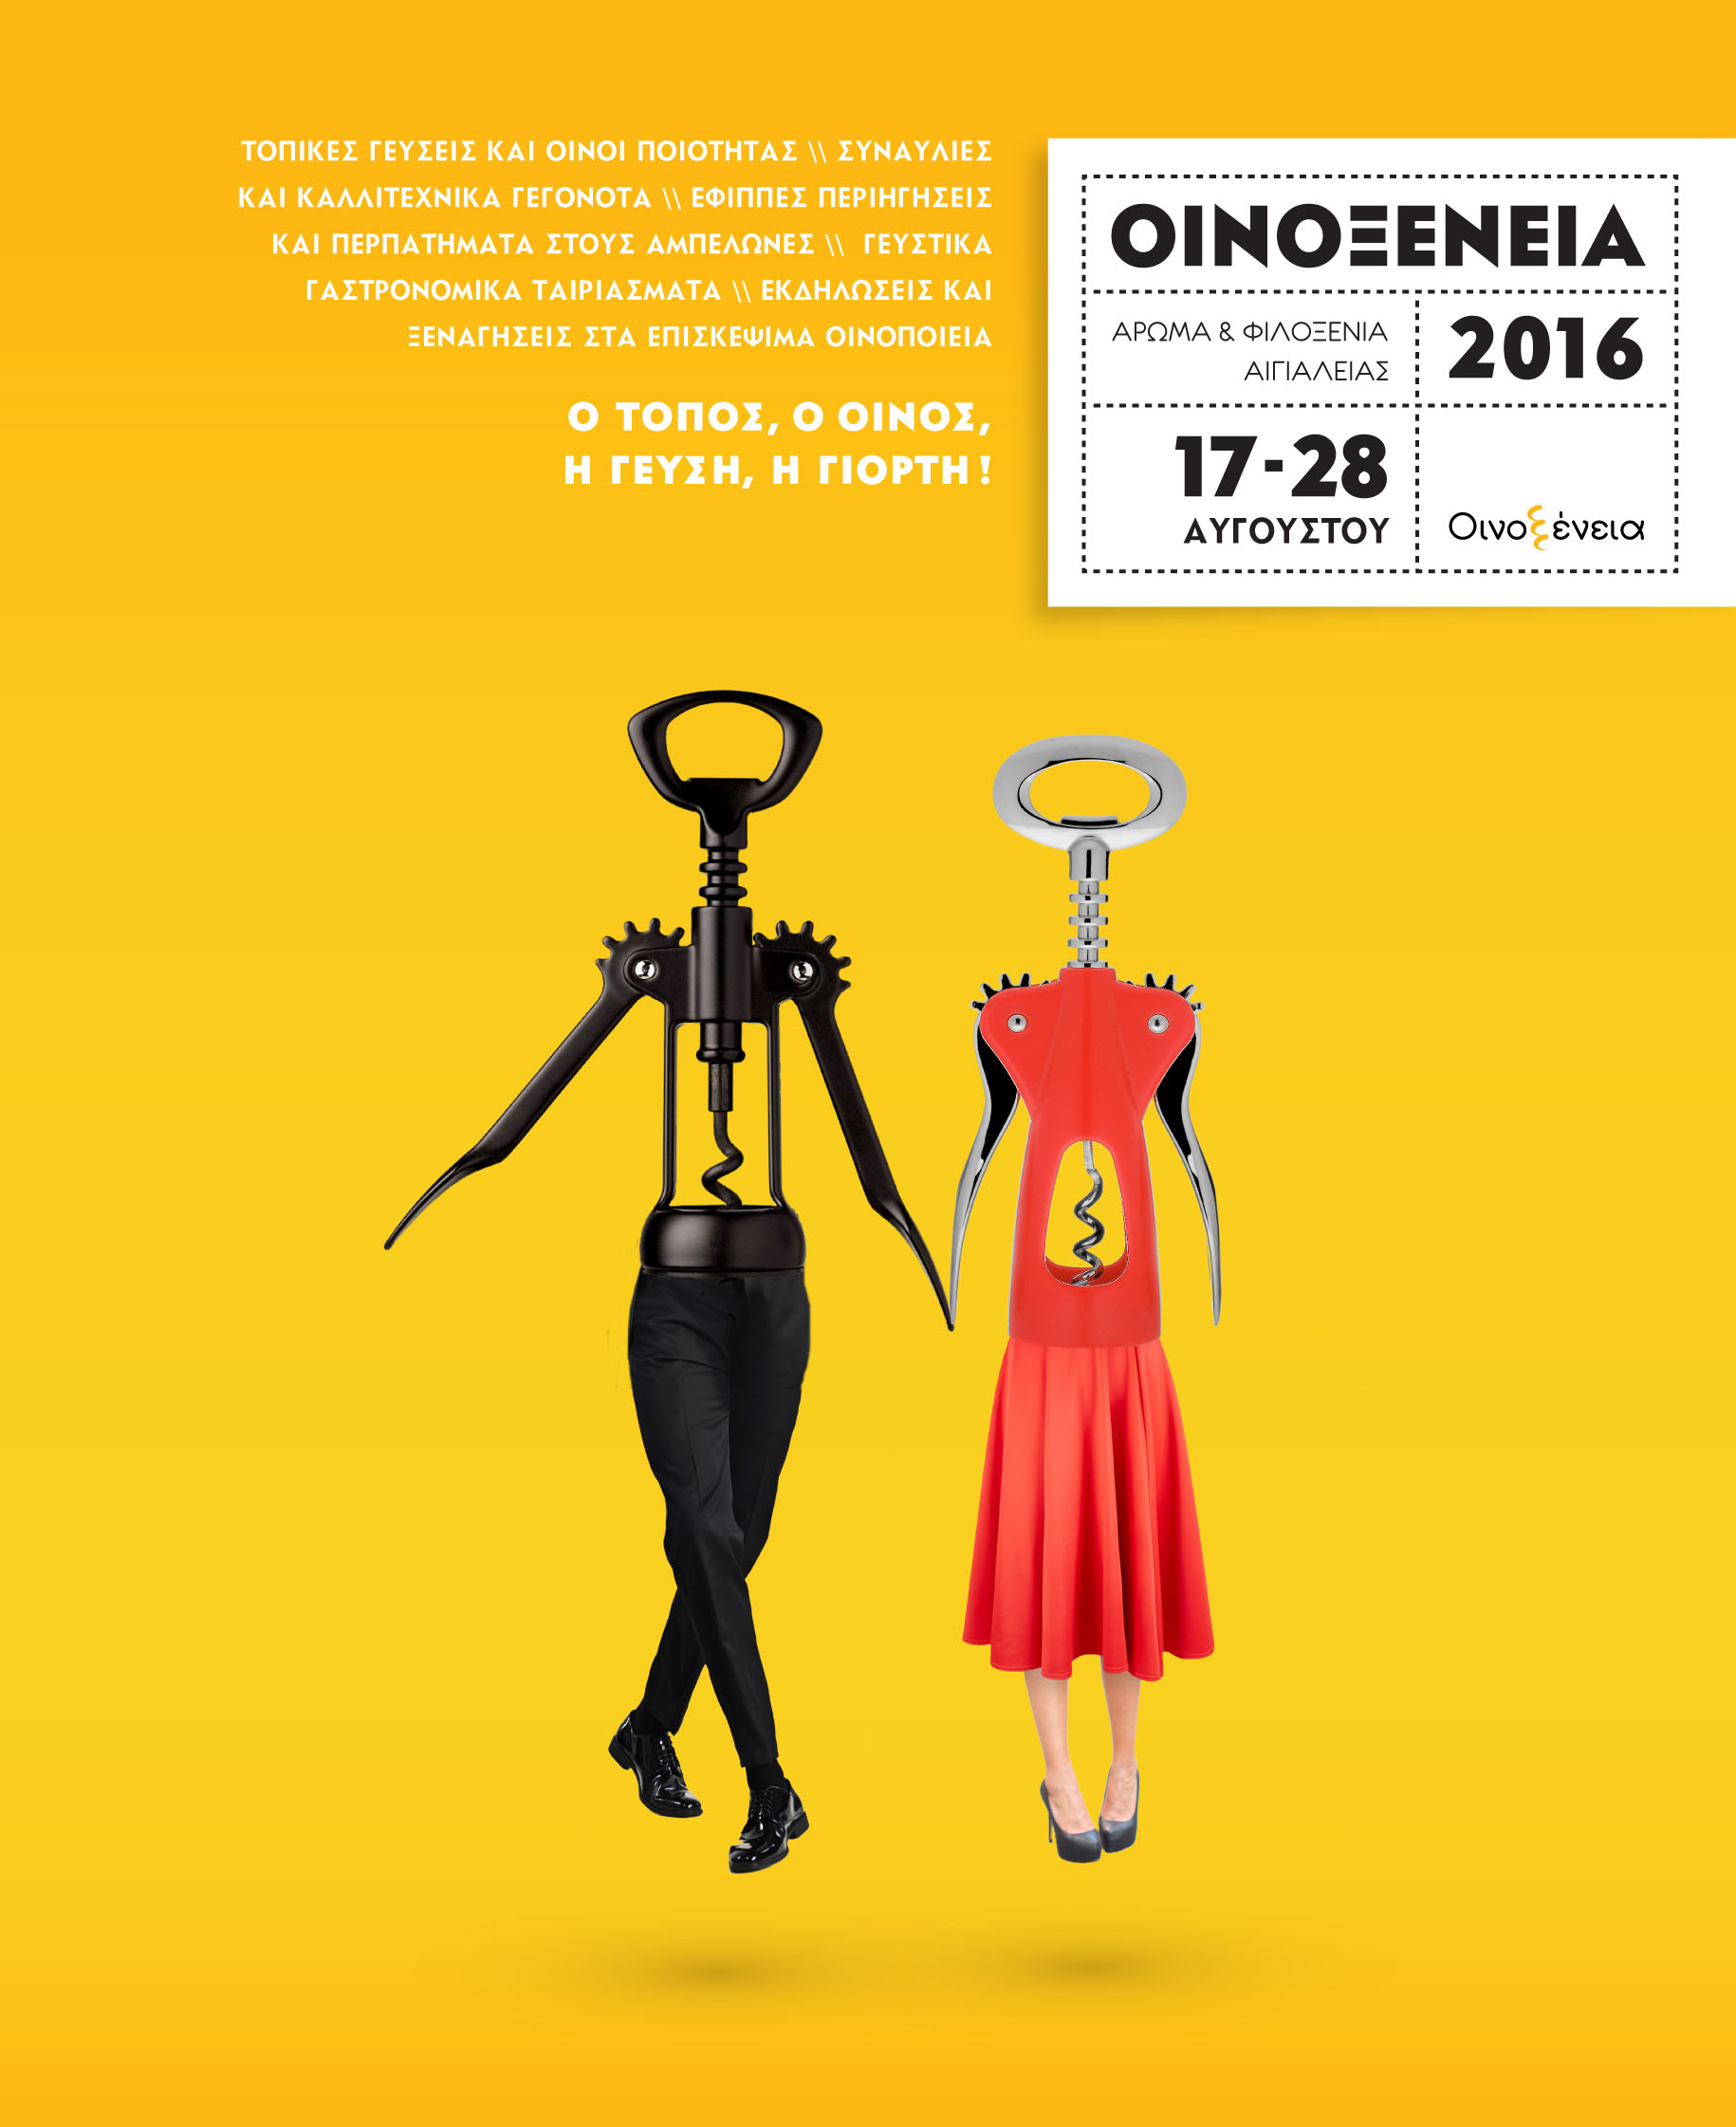 ΤΟΠΙΚΕΣ ΓΕΥΣΕΙΣ ΚΑΙ ΟΙΝΟΙ ΠΟΙΟΤΗΤΑΣ \\ ΣΥΝΑΥΛΙΕΣ
ΚΑΙ ΚΑΛΛΙΤΕΧΝΙΚΑ ΓΕΓΟΝΟΤΑ \\ ΕΦΙΠΠΕΣ ΠΕΡΙΗΓΗΣΕΙΣ
ΚΑΙ ΠΕΡΠΑΤΗΜΑΤΑ ΣΤΟΥΣ ΑΜΠΕΛΩΝΕΣ \\ ΓΕΥΣΤΙΚΑ
ΓΑΣΤΡΟΝΟΜΙΚΑ ΤΑΙΡΙΑΣΜΑΤΑ \\ ΕΚΔΗΛΩΣΕΙΣ ΚΑΙ
ΞΕΝΑΓΗΣΕΙΣ ΣΤΑ ΕΠΙΣΚΕΨΙΜΑ ΟΙΝΟΠΟΙΕΙΑ
Ο ΤΟΠΟΣ, Ο ΟΙΝΟΣ,
Η ΓΕΥΣΗ, Η ΓΙΟΡΤΗ!
ΟΙΝΟΞΕΝΕΙΑ
ΑΡΩΜΑ & ΦΙΛΟΞΕΝΙΑ
ΑΙΓΙΑΛΕΙΑΣ
2016
17-28
ΑΥΓΟΥΣΤΟΥ
Οινοξένεια